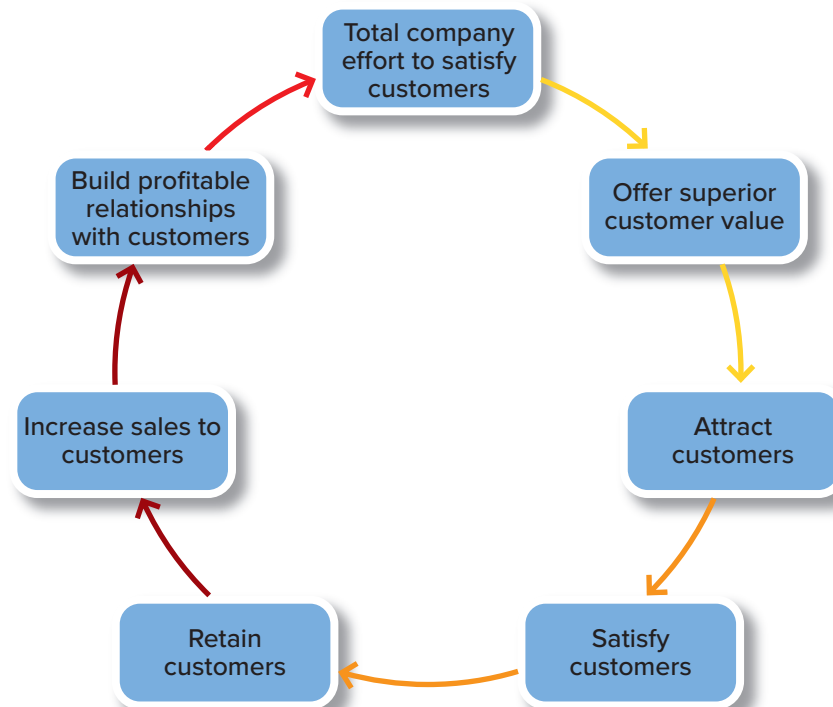 Total company
effort to satisfy
customers
Offer superior
customer value
Attract
customers
Satisfy
customers
Retain
customers
Increase sales to
customers
Build profitable
relationships
with customers